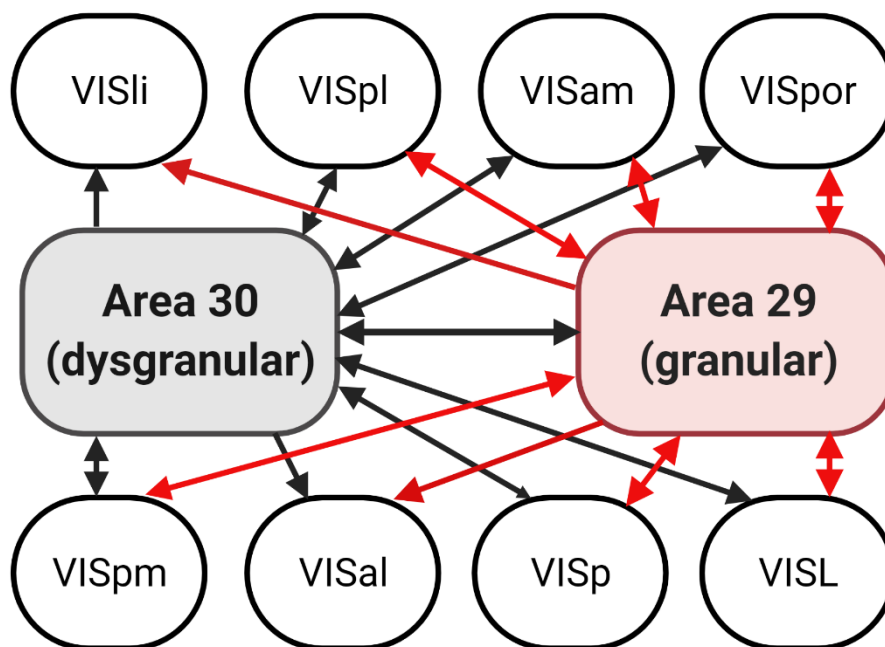 VISli
VISpl
VISam
VISpor
Area 30
(dysgranular)
Area 29
(granular)
VISpm
VISal
VISp
VISL